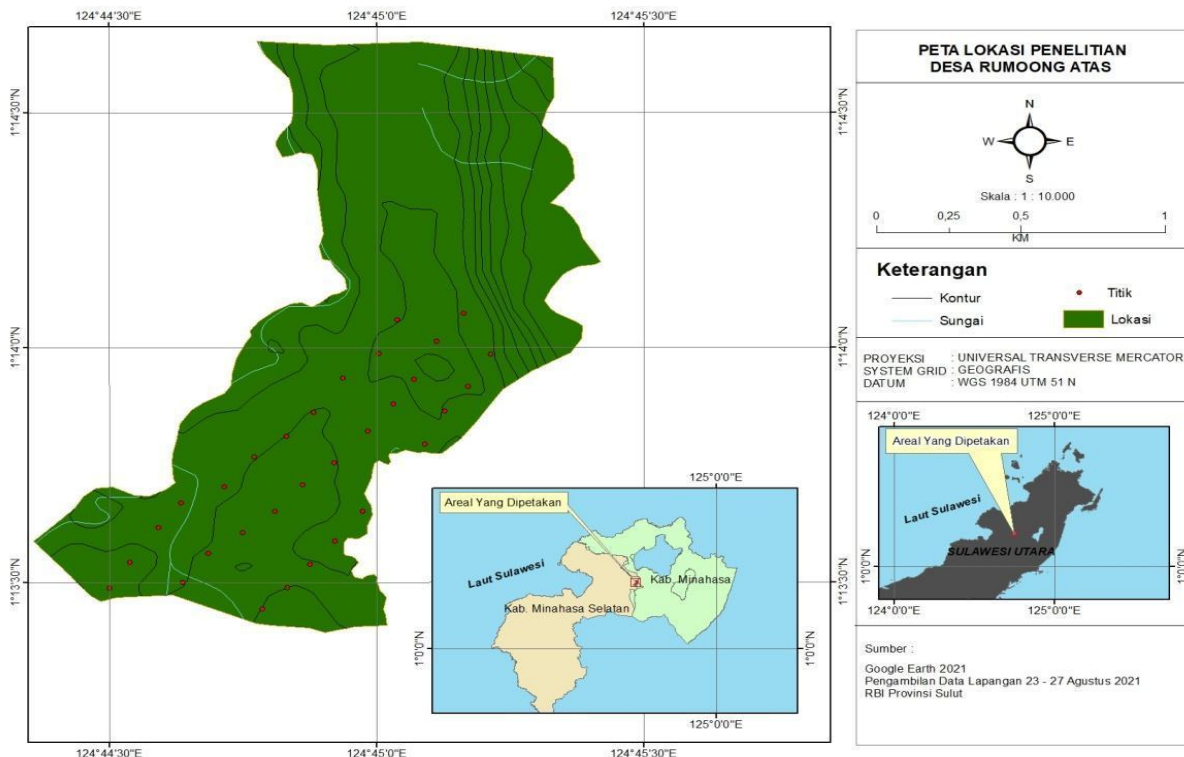 124°44'30"E
124°45'0"E
124°45'30"E
1°14'30"N
1°14'30"N
1°14'0"N
1°14'0"N
1°13'30"N
1°13'30"N
124°44'30"E
124°45'0"E
124°45'30"E
125°0'0"E
Areal Yang Dipetakan
Laut Sulawesi
Kab. Minahasa
Kab. Minahasa Selatan
1°0'0"N
1°0'0"N
125°0'0"E
PETA LOKASI PENELITIAN
DESA RUMOONG ATAS
N
W
E
S
Skala : 1 : 10.000
0 0,25 0,5 1
KM
Keterangan
Kontur
Titik
Sungai
Lokasi
PROYEKSI : UNIVERSAL TRANSVERSE MERCATOR
SYSTEM GRID : GEOGRAFIS
DATUM : WGS 1984 UTM 51 N
124°0'0"E
125°0'0"E
Areal Yang Dipetakan
Laut Sulawesi
SULAWESI UTARA
1°0'0"N
1°0'0"N
124°0'0"E
125°0'0"E
Sumber :
Google Earth 2021
Pengambilan Data Lapangan 23 - 27 Agustus 2021
RBI Provinsi Sulut